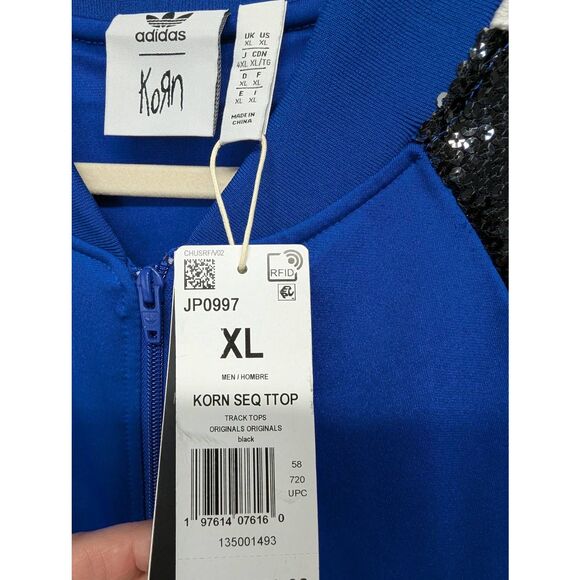 adidas
Korn
UK US
XL XL
J CDN
4XL XL/TG
D F
XL XL
E I
XL XL
MADE IN
CHINA
CHUSRF/V02
RFID
JP0997
XL
MEN / HOMBRE
KORN SEQ TTOP
TRACK TOPS
ORIGINALS ORIGINALS
black
58
720
UPC
1 97614 07616 0
135001493